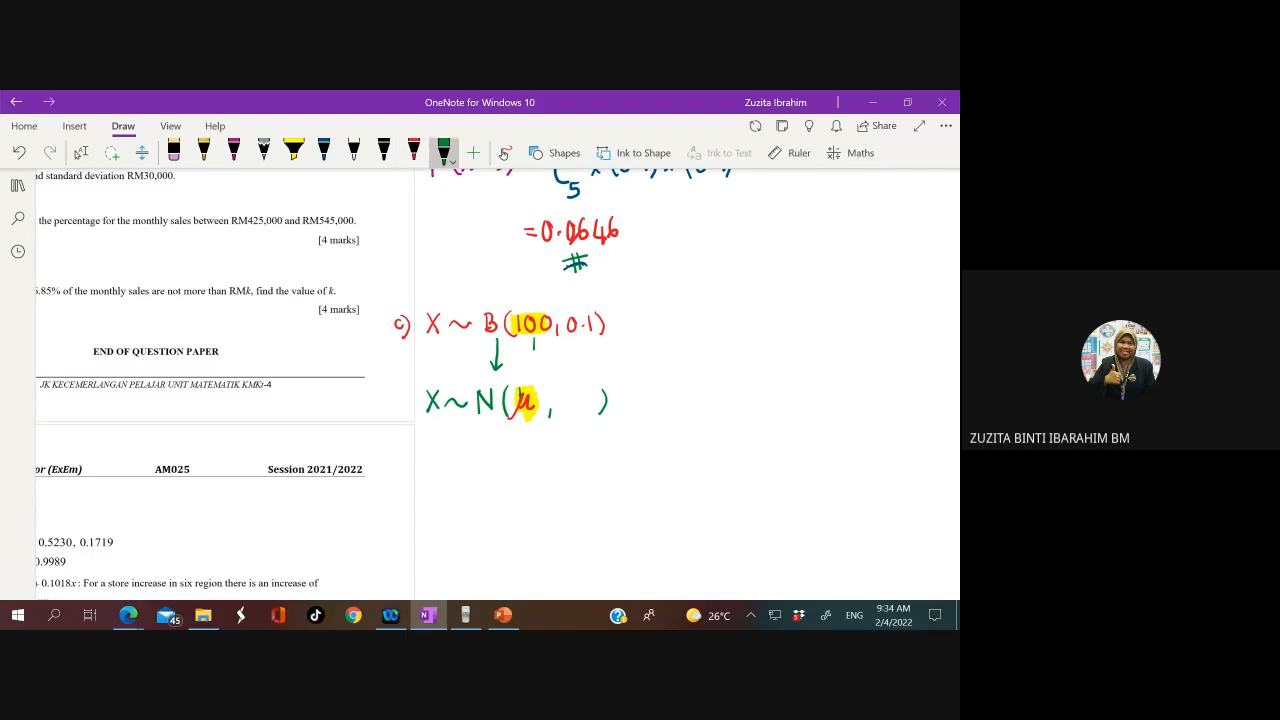 OneNote for Windows 10
Zuzita Ibrahim
Home Insert Draw View Help
Share
Shapes Ink to Shape Ink to Text Ruler Maths
nd standard deviation RM30,000.
the percentage for the monthly sales between RM425,000 and RM545,000.
[4 marks]
5.85% of the monthly sales are not more than RMk, find the value of k.
[4 marks]
END OF QUESTION PAPER
JK KECEMERLANGAN PELAJAR UNIT MATEMATIK KMKt-4
or (ExEm) AM025 Session 2021/2022
0.5230, 0.1719
0.9989
+ 0.1018x : For a store increase in six region there is an increase of
5
= 0.0646
#
c) X ~ B(100, 0.1)
X ~ N(μ, )
ZUZITA BINTI IBARAHIM BM
45
26°C
5
ENG
9:34 AM
2/4/2022